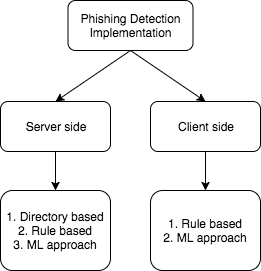 Phishing Detection
Implementation
Server side
Client side
1. Directory based
2. Rule based
3. ML approach
1. Rule based
2. ML approach